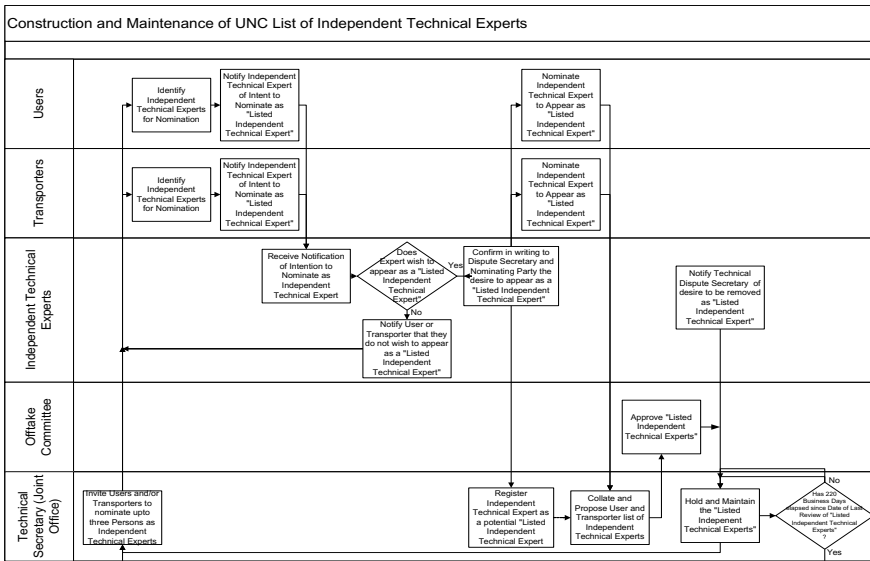 Construction and Maintenance of UNC List of Independent Technical Experts
Users
Identify
Independent
Technical Experts
for Nomination
Notify Independent
Technical Expert
of Intent to
Nominate as
"Listed
Independent
Technical Expert"
Nominate
Independent
Technical Expert
to Appear as
"Listed
Independent
Technical Expert"
Transporters
Identify
Independent
Technical Experts
for Nomination
Notify Independent
Technical Expert
of Intent to
Nominate as
"Listed
Independent
Technical Expert"
Nominate
Independent
Technical Expert
to Appear as
"Listed
Independent
Technical Expert"
Independent Technical
Experts
Receive Notification
of Intention to
Nominate as
Independent
Technical Expert
Does
Expert wish to
appear as a "Listed
Independent
Technical
Expert"
Yes
No
Confirm in writing to
Dispute Secretary and
Nominating Party the
desire to appear as a
"Listed Independent
Technical Expert"
Notify Technical
Dispute Secretary of
desire to be removed
as "Listed
Independent
Technical Expert"
Notify User or
Transporter that they
do not wish to appear
as a "Listed
Independent
Technical Expert"
Offtake
Committee
Approve "Listed
Independent
Technical Experts"
Technical
Secretary (Joint
Office)
Invite Users and/or
Transporters to
nominate upto
three Persons as
Independent
Technical Experts
Register
Independent
Technical Expert as
a potential "Listed
Independent
Technical Expert
Collate and
Propose User and
Transporter list of
Independent
Technical Experts
Hold and Maintain
the "Listed
Indepenent
Technical Experts"
No
Has 220
Business Days
elapsed since Date of Last
Review of "Listed
Independent Technical
Experts"
?
Yes